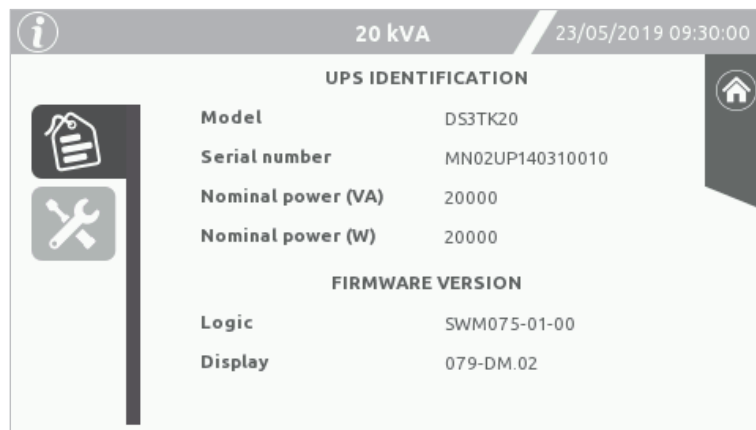 i 20 kVA 23/05/2019 09:30:00
UPS IDENTIFICATION
Model DS3TK20
Serial number MN02UP140310010
Nominal power (VA) 20000
Nominal power (W) 20000
FIRMWARE VERSION
Logic SWM075-01-00
Display 079-DM.02